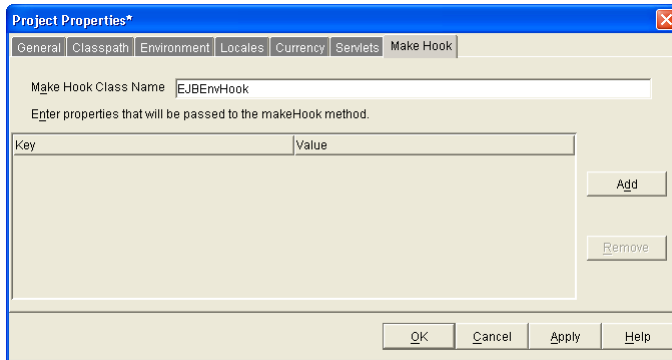 Project Properties*
General Classpath Environment Locales Currency Servlets Make Hook
Make Hook Class Name EJBEnvHook
Enter properties that will be passed to the makeHook method.
Key Value
Add
Remove
OK Cancel Apply Help